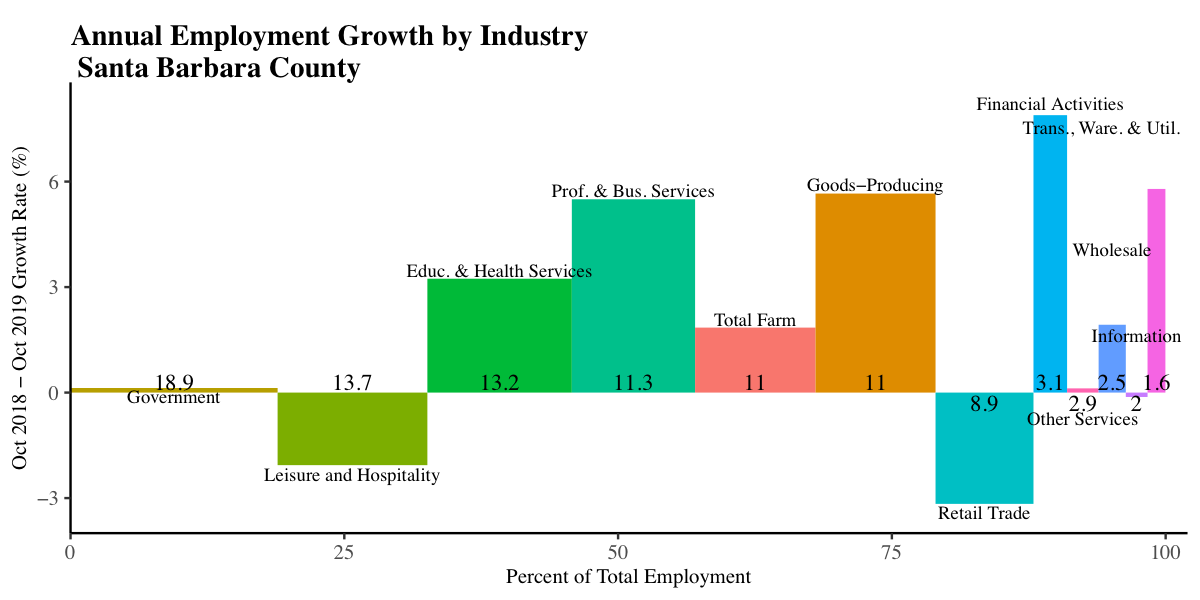 Annual Employment Growth by Industry
Santa Barbara County
Oct 2018 − Oct 2019 Growth Rate (%)
6
3
0
−3
Financial Activities
Trans., Ware. & Util.
Goods−Producing
Prof. & Bus. Services
Wholesale
Educ. & Health Services
Total Farm
Information
18.9
13.7
13.2
11.3
11
11
8.9
3.1
2.9
2.5
2
1.6
Government
Other Services
Leisure and Hospitality
Retail Trade
0
25
50
75
100
Percent of Total Employment